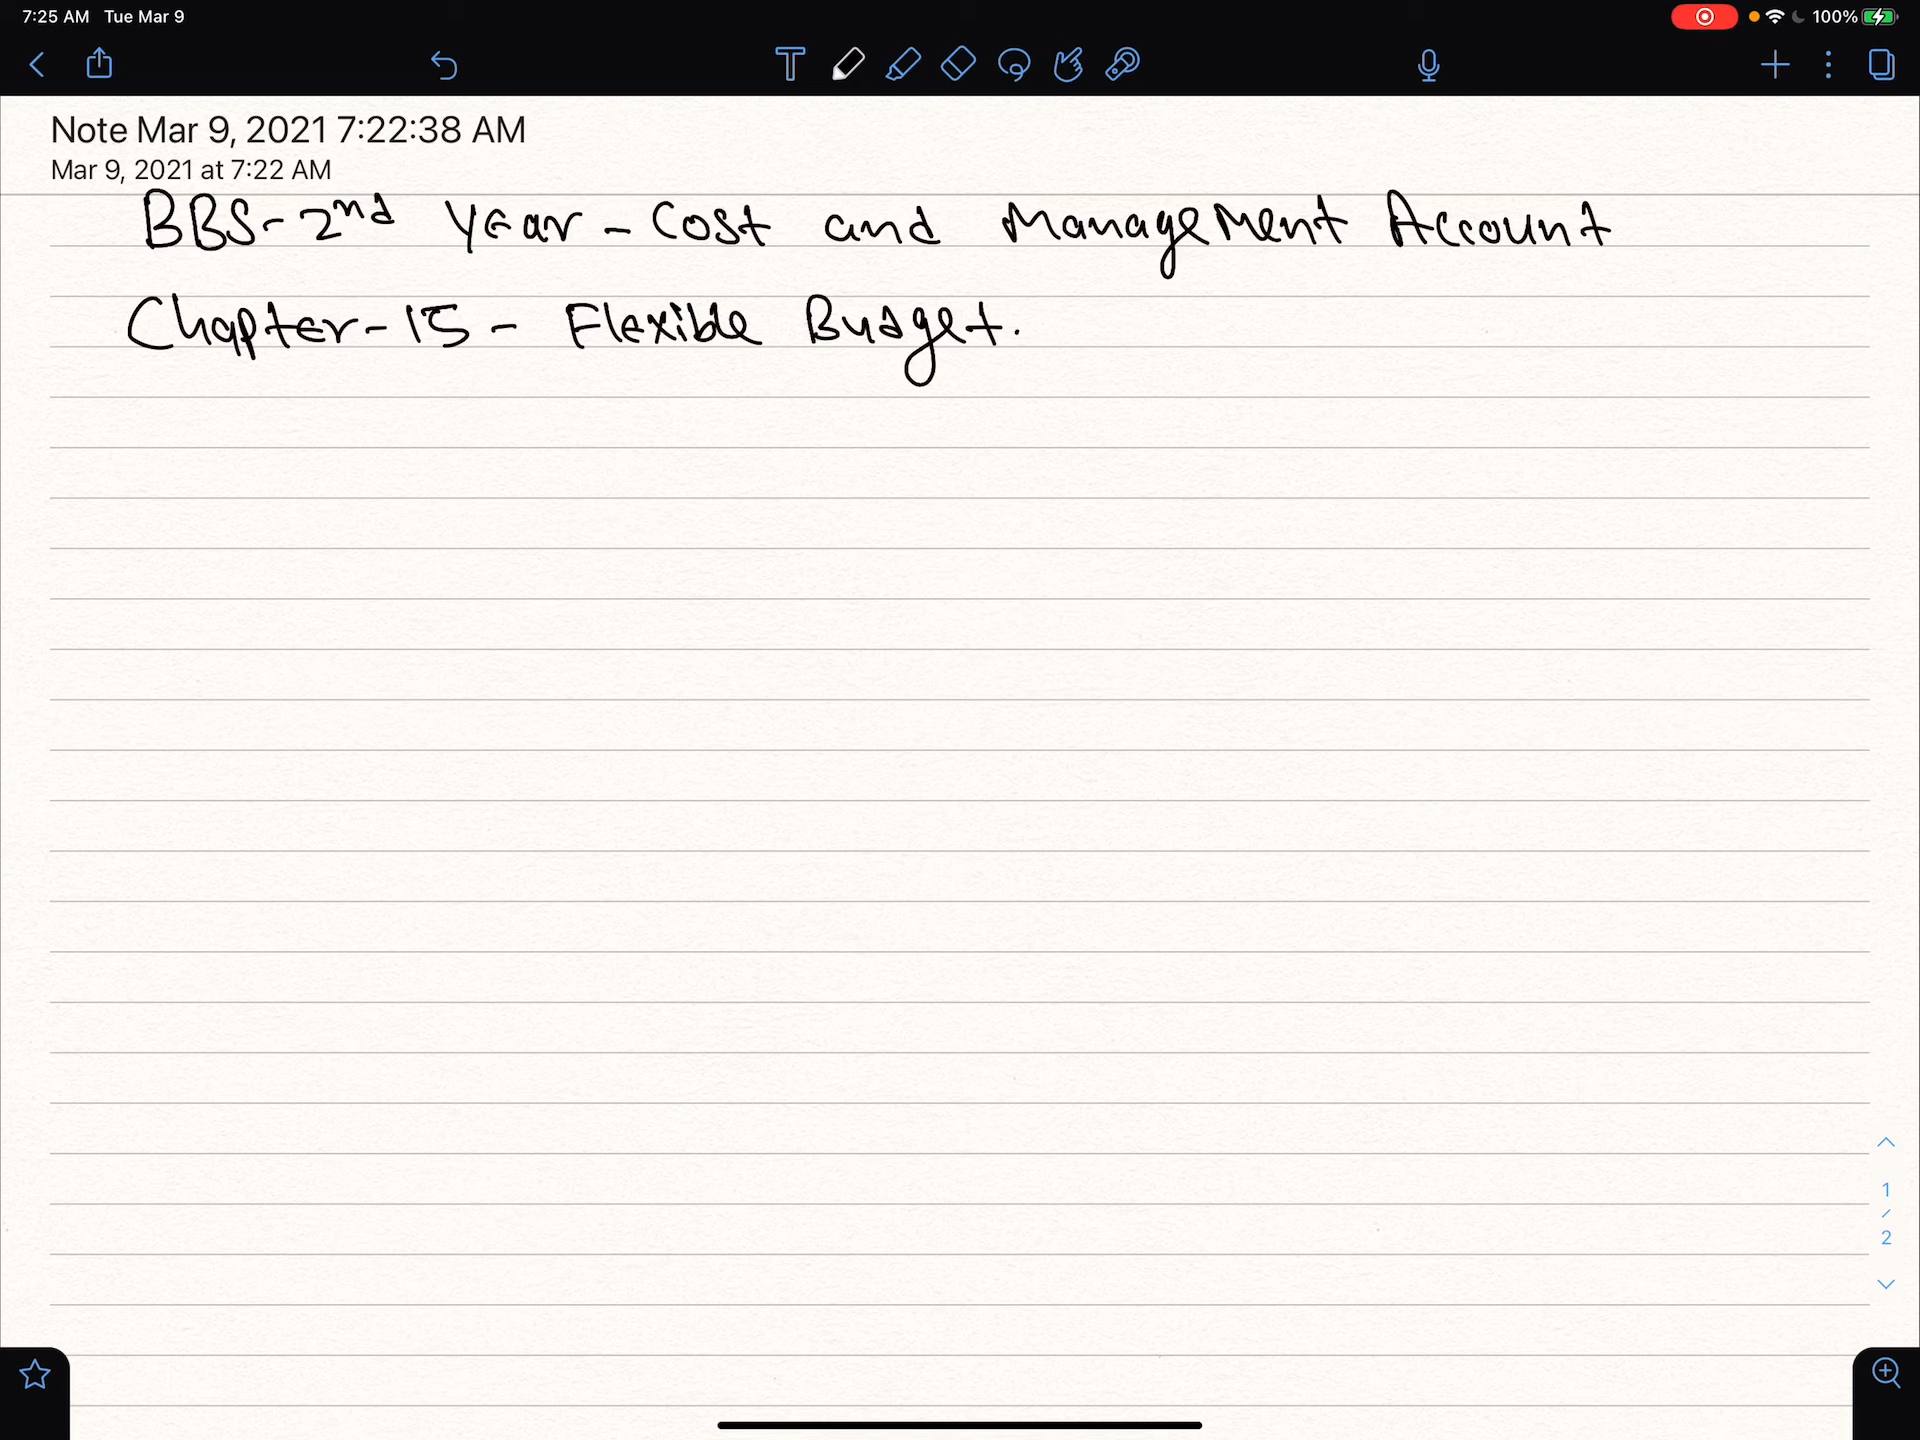 7:25 AM Tue Mar 9
100%
Note Mar 9, 2021 7:22:38 AM
Mar 9, 2021 at 7:22 AM
BBS-2nd Year - Cost and Management Account
Chapter-15 - Flexible Budget.
1
/
2